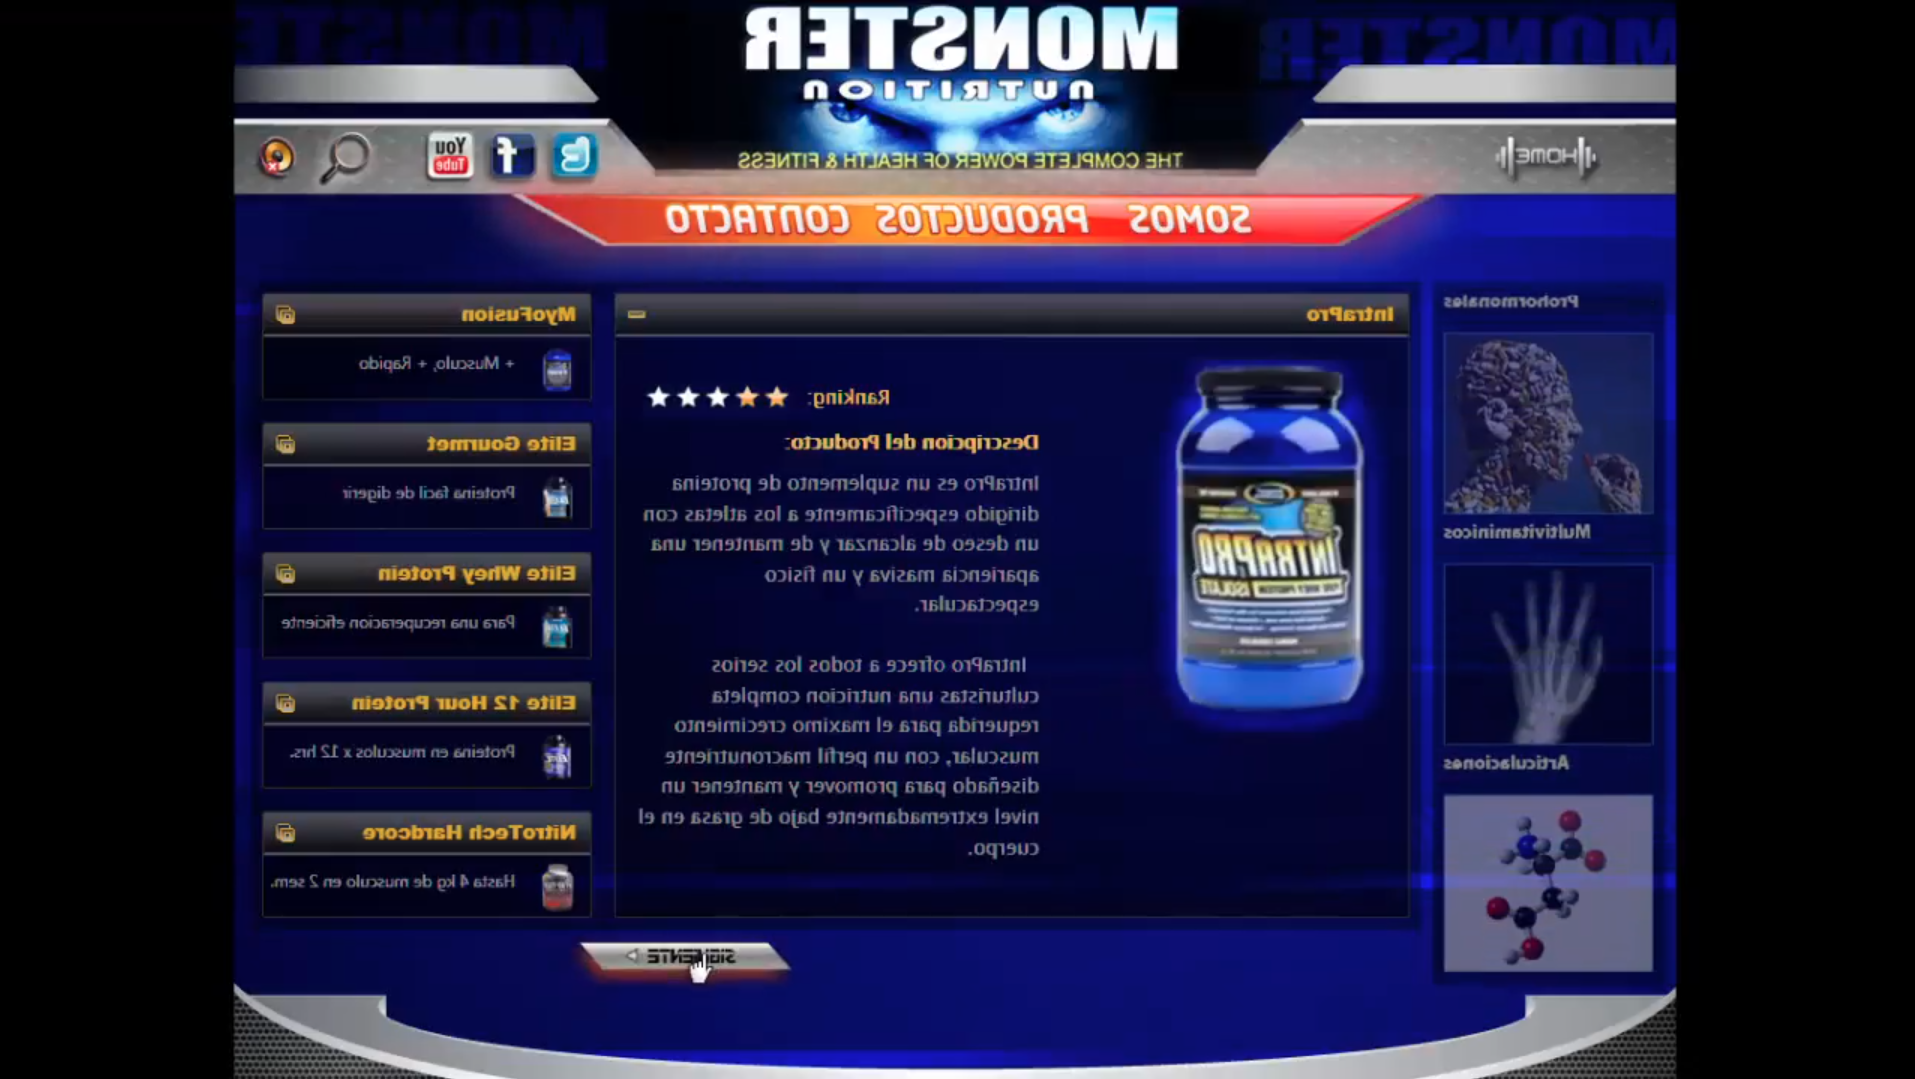 MONSTER
NUTRITION
THE COMPLETE POWER OF HEALTH & FITNESS
HOME
You
Tube
SOMOS PRODUCTOS CONTACTO
Prohormonales
Multivitaminicos
Articulaciones
IntraPro
INTRAPRO
ISOLATE
Ranking:
Descripcion del Producto:
IntraPro es un suplemento de proteina
dirigido especificamente a los atletas con
un deseo de alcanzar y de mantener una
apariencia masiva y un fisico
espectacular.
IntraPro ofrece a todos los serios
culturistas una nutricion completa
requerida para el maximo crecimiento
muscular, con un perfil macronutriente
diseñado para promover y mantener un
nivel extremadamente bajo de grasa en el
cuerpo.
MyoFusion
+ Musculo, + Rapido
Elite Gourmet
Proteina facil de digerir
Elite Whey Protein
Para una recuperacion eficiente
Elite 12 Hour Protein
Proteina en musculos x 12 hrs.
NitroTech Hardcore
Hasta 4 kg de musculo en 2 sem.
SIGUIENTE